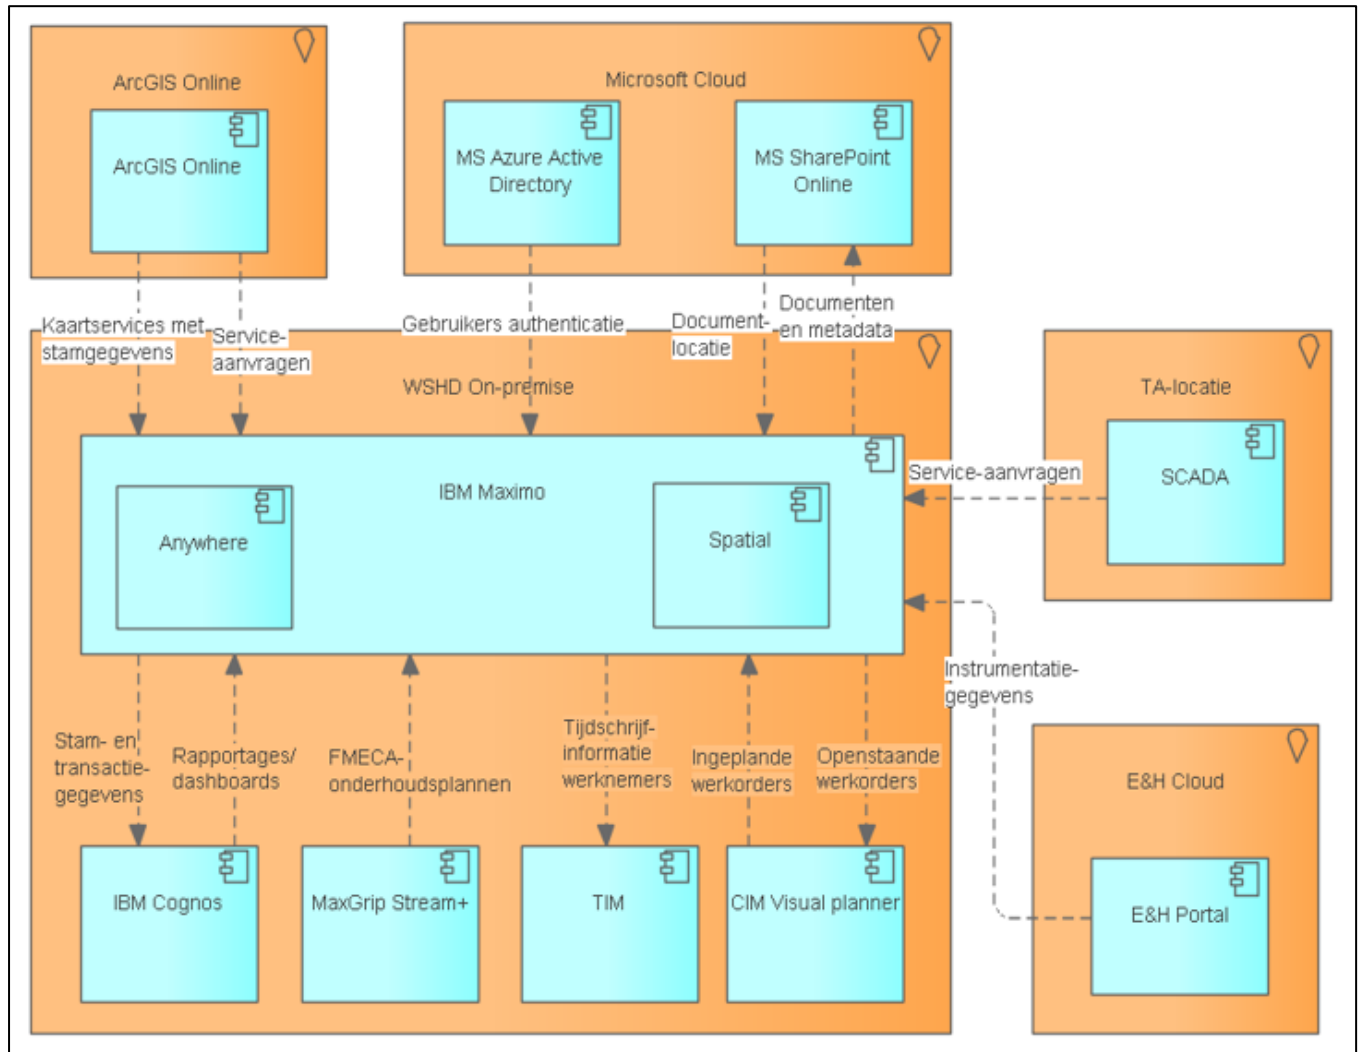 ArcGIS Online
ArcGIS Online
Microsoft Cloud
MS Azure Active
Directory
MS SharePoint
Online
Kaartservices met
stamgegevens
Service-
aanvragen
Gebruikers authenticatie
Document-
locatie
Documenten
en metadata
WSHD On-premise
IBM Maximo
Anywhere
Spatial
Service-aanvragen
TA-locatie
SCADA
Instrumentatie-
gegevens
Stam- en
transactie-
gegevens
Rapportages/
dashboards
FMECA-
onderhoudsplannen
Tijdschrijf-
informatie
werknemers
Ingeplande
werkorders
Openstaande
werkorders
IBM Cognos
MaxGrip Stream+
TIM
CIM Visual planner
E&H Cloud
E&H Portal